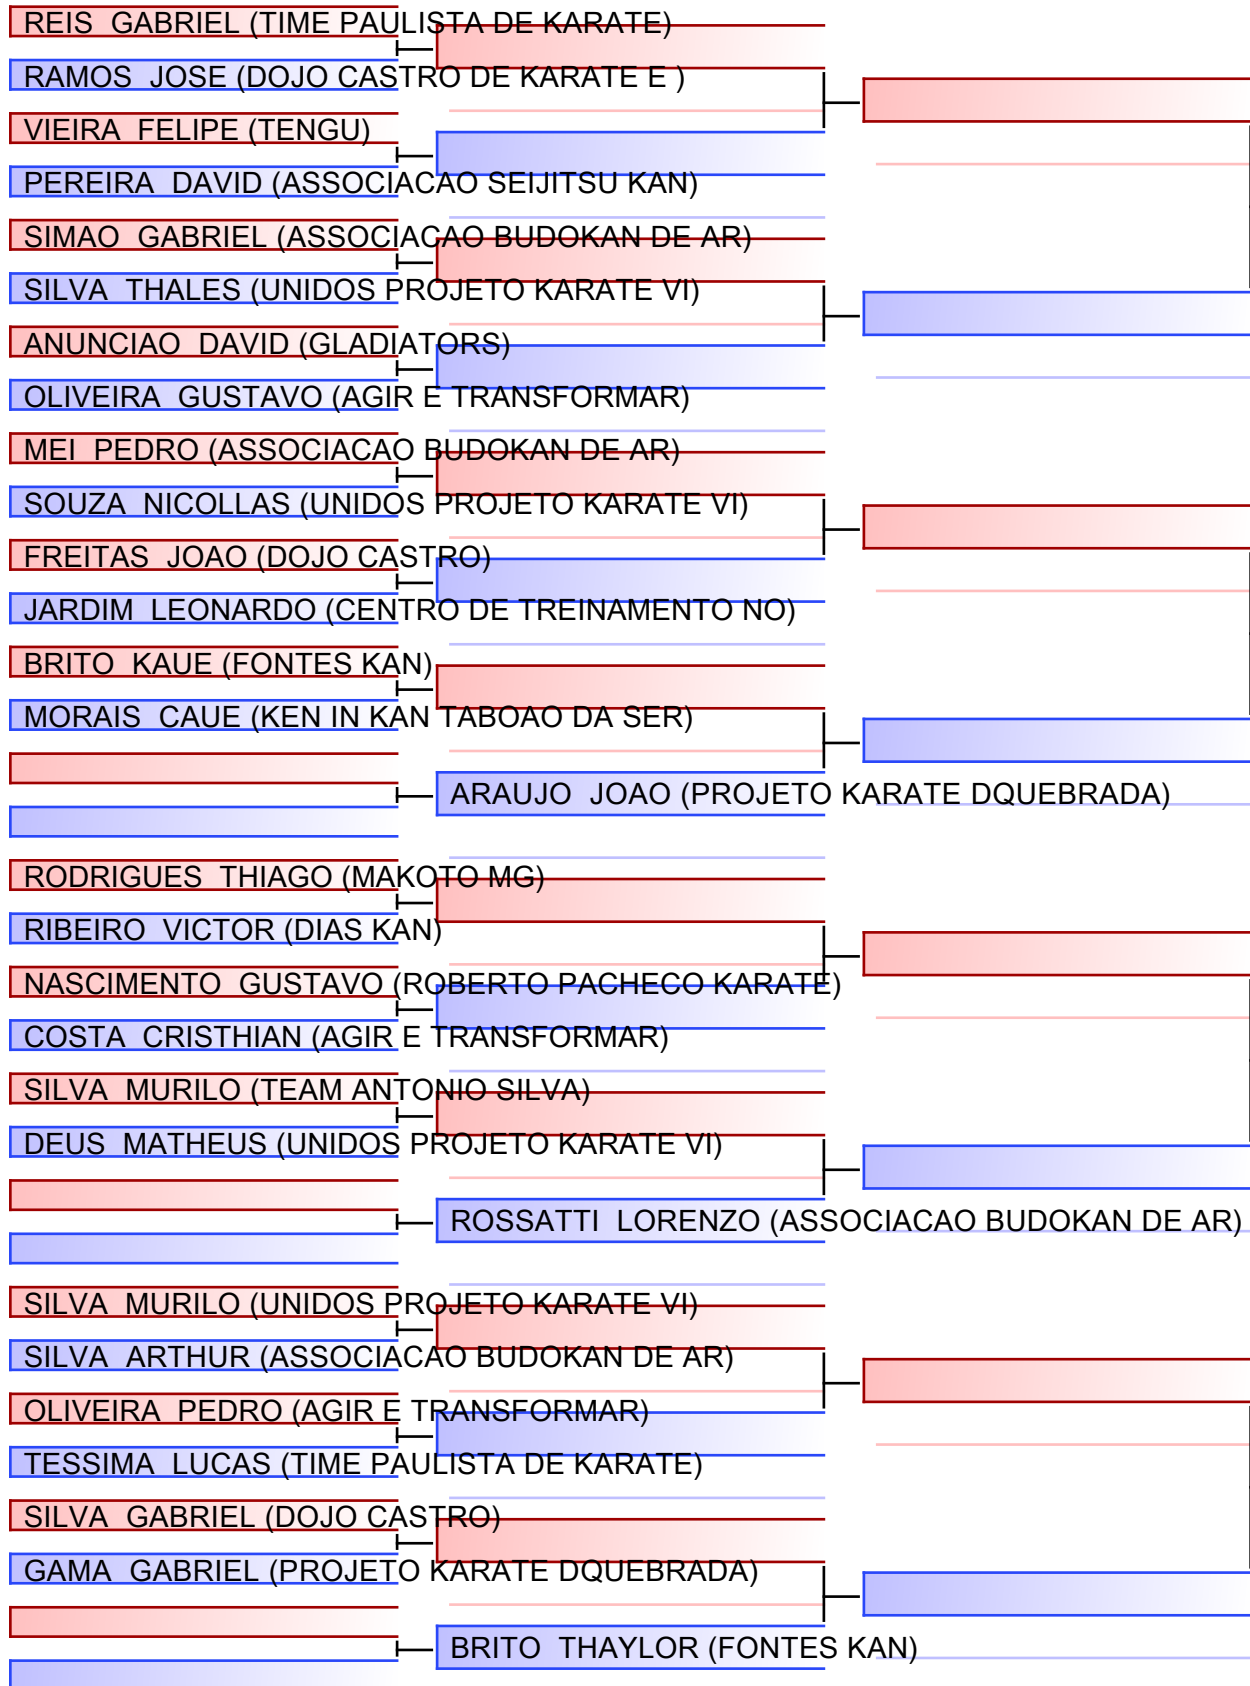 REIS GABRIEL (TIME PAULISTA DE KARATE)
RAMOS JOSE (DOJO CASTRO DE KARATE E )
VIEIRA FELIPE (TENGU)
PEREIRA DAVID (ASSOCIACAO SEIJITSU KAN)
SIMAO GABRIEL (ASSOCIACAO BUDOKAN DE AR)
SILVA THALES (UNIDOS PROJETO KARATE VI)
ANUNCIAO DAVID (GLADIATORS)
OLIVEIRA GUSTAVO (AGIR E TRANSFORMAR)
MEI PEDRO (ASSOCIACAO BUDOKAN DE AR)
SOUZA NICOLLAS (UNIDOS PROJETO KARATE VI)
FREITAS JOAO (DOJO CASTRO)
JARDIM LEONARDO (CENTRO DE TREINAMENTO NO)
BRITO KAUE (FONTES KAN)
MORAIS CAUE (KEN IN KAN TABOAO DA SER)
ARAUJO JOAO (PROJETO KARATE DQUEBRADA)
RODRIGUES THIAGO (MAKOTO MG)
RIBEIRO VICTOR (DIAS KAN)
NASCIMENTO GUSTAVO (ROBERTO PACHECO KARATE)
COSTA CRISTHIAN (AGIR E TRANSFORMAR)
SILVA MURILO (TEAM ANTONIO SILVA)
DEUS MATHEUS (UNIDOS PROJETO KARATE VI)
ROSSATTI LORENZO (ASSOCIACAO BUDOKAN DE AR)
SILVA MURILO (UNIDOS PROJETO KARATE VI)
SILVA ARTHUR (ASSOCIACAO BUDOKAN DE AR)
OLIVEIRA PEDRO (AGIR E TRANSFORMAR)
TESSIMA LUCAS (TIME PAULISTA DE KARATE)
SILVA GABRIEL (DOJO CASTRO)
GAMA GABRIEL (PROJETO KARATE DQUEBRADA)
BRITO THAYLOR (FONTES KAN)